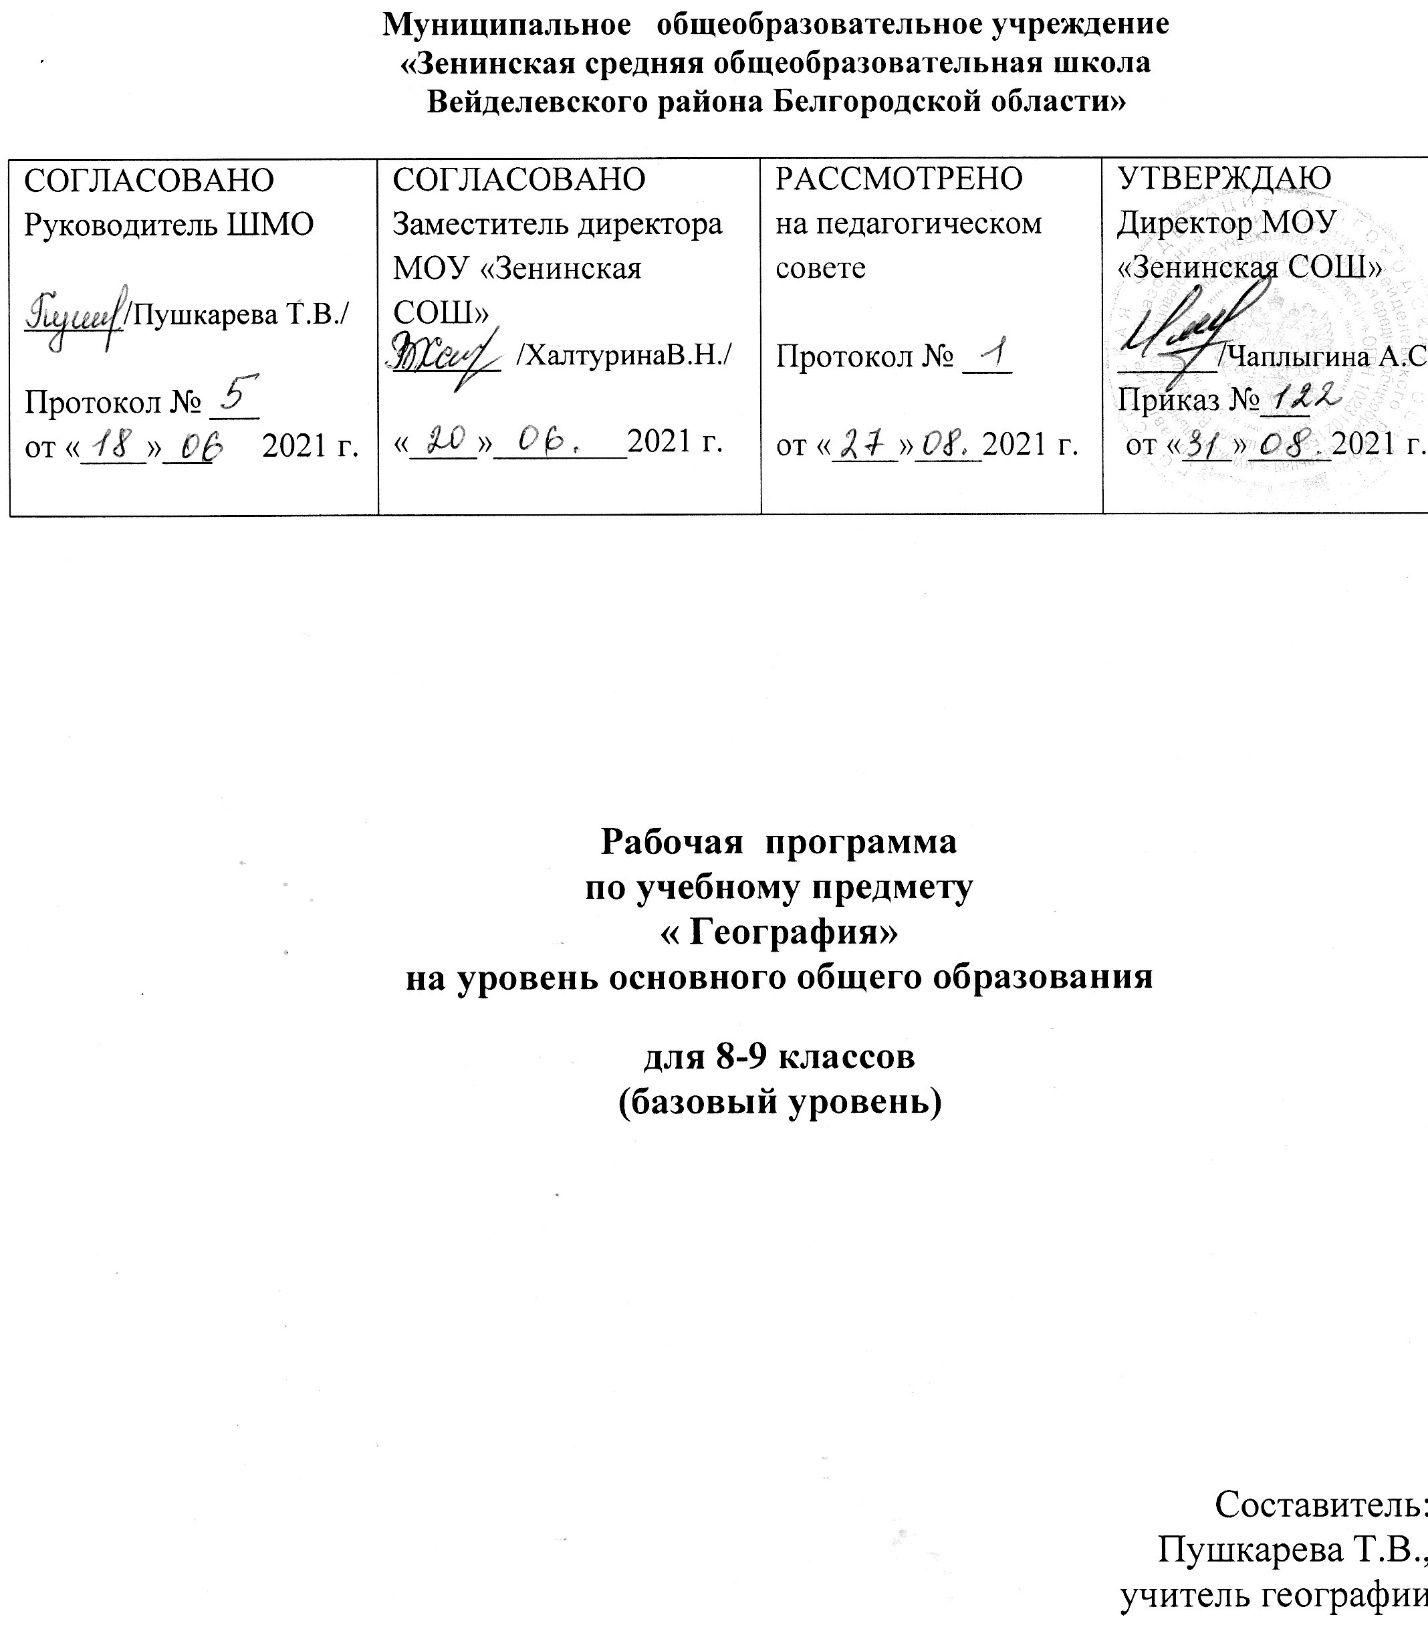 Муниципальное общеобразовательное учреждение
«Зенинская средняя общеобразовательная школа
Вейделевского района Белгородской области»
СОГЛАСОВАНО
Руководитель ШМО
/Пушкарева Т.В./
Протокол № 5
от «18» 06 2021 г.
СОГЛАСОВАНО
Заместитель директора
МОУ «Зенинская
СОШ»
/ХалтуринаВ.Н./
«20» 06. 2021 г.
РАССМОТРЕНО
на педагогическом
совете
Протокол № 1
от «27» 08. 2021 г.
УТВЕРЖДАЮ
Директор МОУ
«Зенинская СОШ»
/Чаплыгина А.С
Приказ № 122
от «31» 08. 2021 г.
Рабочая программа
по учебному предмету
« География»
на уровень основного общего образования
для 8-9 классов
(базовый уровень)
Составитель:
Пушкарева Т.В.,
учитель географии